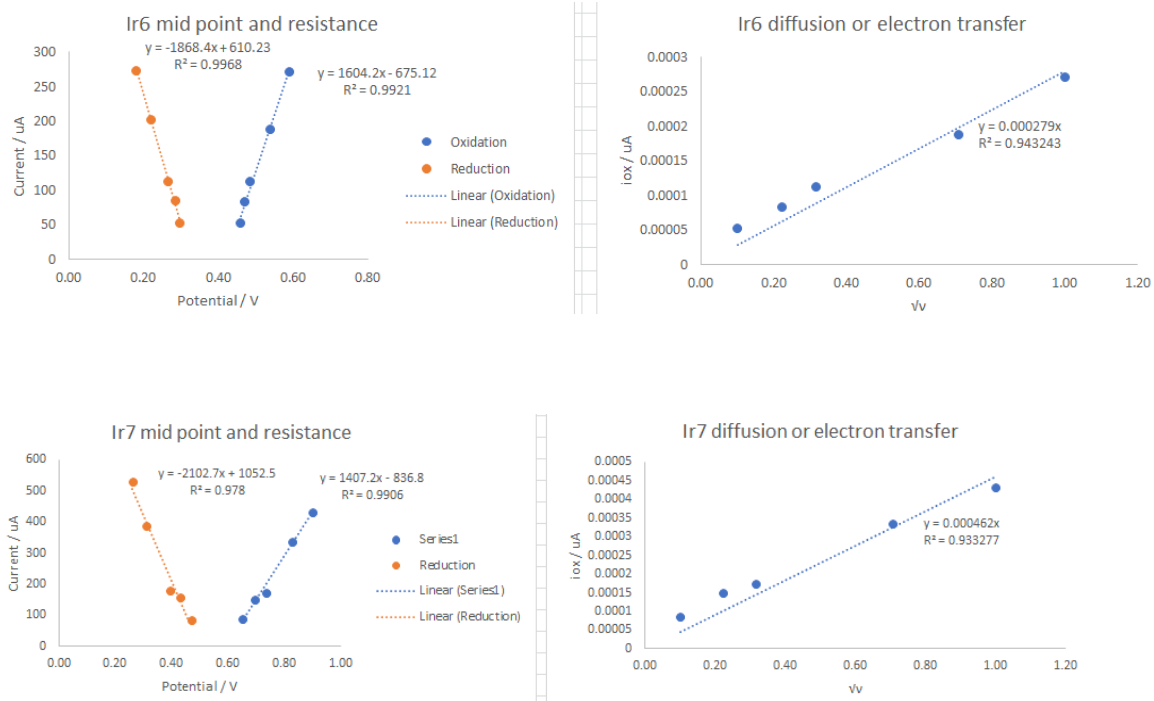 Ir6 mid point and resistance
y = -1868.4x + 610.23
R² = 0.9968
y = 1604.2x - 675.12
R² = 0.9921
300
250
200
150
100
50
0
Current / uA
0.00 0.20 0.40 0.60 0.80
Potential / V
Oxidation
Reduction
Linear (Oxidation)
Linear (Reduction)
Ir6 diffusion or electron transfer
0.0003
0.00025
0.0002
0.00015
0.0001
0.00005
0
iox / uA
y = 0.000279x
R² = 0.943243
0.00 0.20 0.40 0.60 0.80 1.00 1.20
√v
Ir7 mid point and resistance
y = -2102.7x + 1052.5
R² = 0.978
y = 1407.2x - 836.8
R² = 0.9906
600
500
400
300
200
100
0
Current / uA
0.00 0.20 0.40 0.60 0.80 1.00
Potential / V
Series1
Reduction
Linear (Series1)
Linear (Reduction)
Ir7 diffusion or electron transfer
0.0005
0.00045
0.0004
0.00035
0.0003
0.00025
0.0002
0.00015
0.0001
0.00005
0
iox / uA
y = 0.000462x
R² = 0.933277
0.00 0.20 0.40 0.60 0.80 1.00 1.20
√v